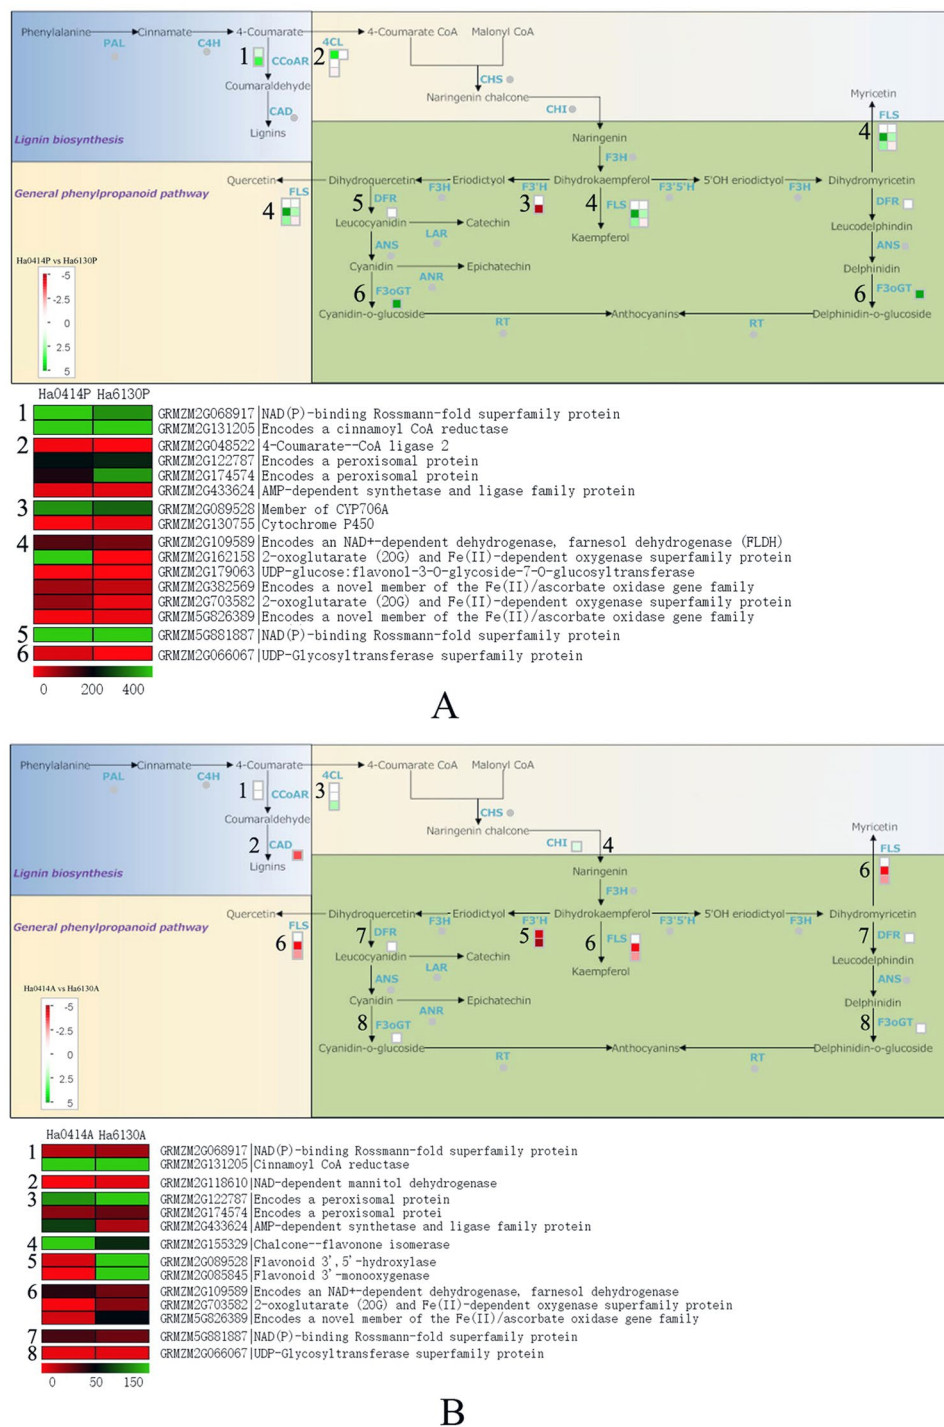 Phenylalanine Cinnamate 4-Coumarate 4-Coumarate CoA Malonyl CoA
PAL C4H 4CL
1 CCoAR 2
Coumaraldehyde CHS
Naringenin chalcone Myricetin
CAD CHI FLS
Lignins 4
Lignin biosynthesis Naringenin
F3H
Quercetin Dihydroquercetin Eriodictyol Dihydrokaempferol 5'OH eriodictyol Dihydromyricetin
General phenylpropanoid pathway FLS F3H F3'H F3'5'H F3H
4 5 DFR 3 4 FLS DFR
Leucocyanidin Catechin Kaempferol Leucodelphindin
LAR
ANS ANS
Ha0414P vs Ha6130P Cyanidin Epichatechin Delphinidin
-5 ANR
-2.5 6 F3oGT 6 F3oGT
0 Cyanidin-o-glucoside Anthocyanins Delphinidin-o-glucoside
2.5 RT RT
5
Ha0414P Ha6130P
1 GRMZM2G068917|NAD(P)-binding Rossmann-fold superfamily protein
GRMZM2G131205|Encodes a cinnamoyl CoA reductase
2 GRMZM2G048522|4-Coumarate--CoA ligase 2
GRMZM2G122787|Encodes a peroxisomal protein
GRMZM2G174574|Encodes a peroxisomal protein
GRMZM2G433624|AMP-dependent synthetase and ligase family protein
3 GRMZM2G089528|Member of CYP706A
GRMZM2G130755|Cytochrome P450
4 GRMZM2G109589|Encodes an NAD+-dependent dehydrogenase, farnesol dehydrogenase (FLDH)
GRMZM2G162158|2-oxoglutarate (2OG) and Fe(II)-dependent oxygenase superfamily protein
GRMZM2G179063|UDP-glucose:flavonol-3-O-glycoside-7-O-glucosyltransferase
GRMZM2G382569|Encodes a novel member of the Fe(II)/ascorbate oxidase gene family
GRMZM2G703582|2-oxoglutarate (2OG) and Fe(II)-dependent oxygenase superfamily protein
GRMZM5G826389|Encodes a novel member of the Fe(II)/ascorbate oxidase gene family
5 GRMZM5G881887|NAD(P)-binding Rossmann-fold superfamily protein
6 GRMZM2G066067|UDP-Glycosyltransferase superfamily protein
0 200 400
A
Phenylalanine Cinnamate 4-Coumarate 4-Coumarate CoA Malonyl CoA
PAL C4H 4CL
1 CCoAR 3
Coumaraldehyde CHS
Naringenin chalcone Myricetin
2 CAD CHI 4 FLS
Lignins 6
Lignin biosynthesis Naringenin
F3H
Quercetin Dihydroquercetin Eriodictyol Dihydrokaempferol 5'OH eriodictyol Dihydromyricetin
General phenylpropanoid pathway FLS F3H F3'H F3'5'H F3H
6 7 DFR 5 6 FLS 7 DFR
Leucocyanidin Catechin Kaempferol Leucodelphindin
LAR
ANS ANS
Ha0414A vs Ha6130A Cyanidin Epichatechin Delphinidin
-5 ANR
-2.5 8 F3oGT 8 F3oGT
0 Cyanidin-o-glucoside Anthocyanins Delphinidin-o-glucoside
2.5 RT RT
5
Ha0414A Ha6130A
1 GRMZM2G068917|NAD(P)-binding Rossmann-fold superfamily protein
GRMZM2G131205|Cinnamoyl CoA reductase
2 GRMZM2G118610|NAD-dependent mannitol dehydrogenase
3 GRMZM2G122787|Encodes a peroxisomal protein
GRMZM2G174574|Encodes a peroxisomal protei
GRMZM2G433624|AMP-dependent synthetase and ligase family protein
4 GRMZM2G155329|Chalcone--flavonone isomerase
5 GRMZM2G089528|Flavonoid 3',5'-hydroxylase
GRMZM2G085845|Flavonoid 3'-monooxygenase
6 GRMZM2G109589|Encodes an NAD+-dependent dehydrogenase, farnesol dehydrogenase
GRMZM2G703582|2-oxoglutarate (2OG) and Fe(II)-dependent oxygenase superfamily protein
GRMZM5G826389|Encodes a novel member of the Fe(II)/ascorbate oxidase gene family
7 GRMZM5G881887|NAD(P)-binding Rossmann-fold superfamily protein
8 GRMZM2G066067|UDP-Glycosyltransferase superfamily protein
0 50 150
B